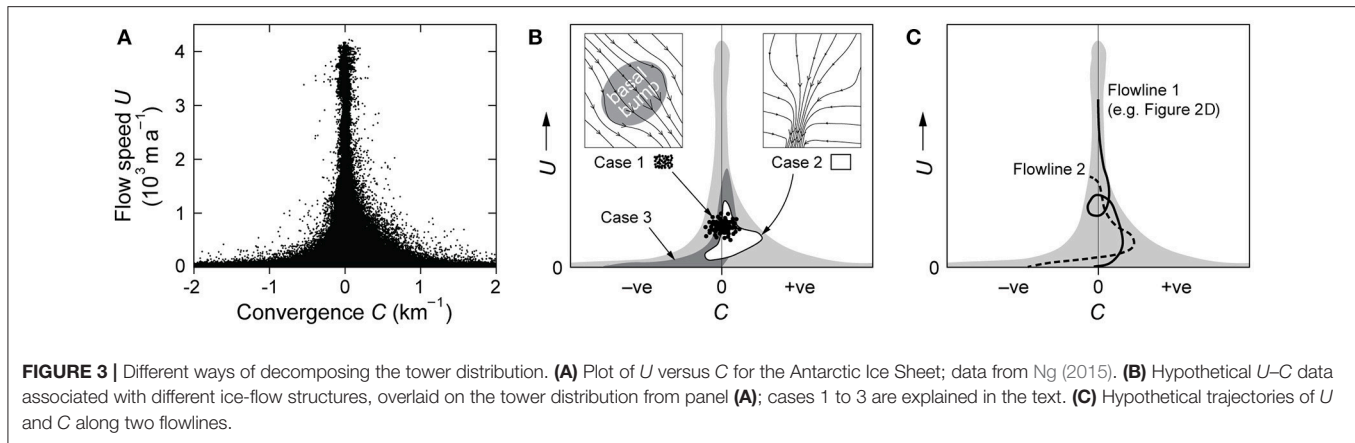 A
Flow speed U
(10³ m a⁻¹)
4
3
2
1
0
−2
−1
0
1
2
Convergence C (km⁻¹)
B
U
basal
bump
Case 1
Case 2
Case 3
0
–ve
0
+ve
C
C
U
Flowline 1
(e.g. Figure 2D)
Flowline 2
0
–ve
0
+ve
C
FIGURE 3 | Different ways of decomposing the tower distribution. (A) Plot of U versus C for the Antarctic Ice Sheet; data from Ng (2015). (B) Hypothetical U–C data
associated with different ice-flow structures, overlaid on the tower distribution from panel (A); cases 1 to 3 are explained in the text. (C) Hypothetical trajectories of U
and C along two flowlines.